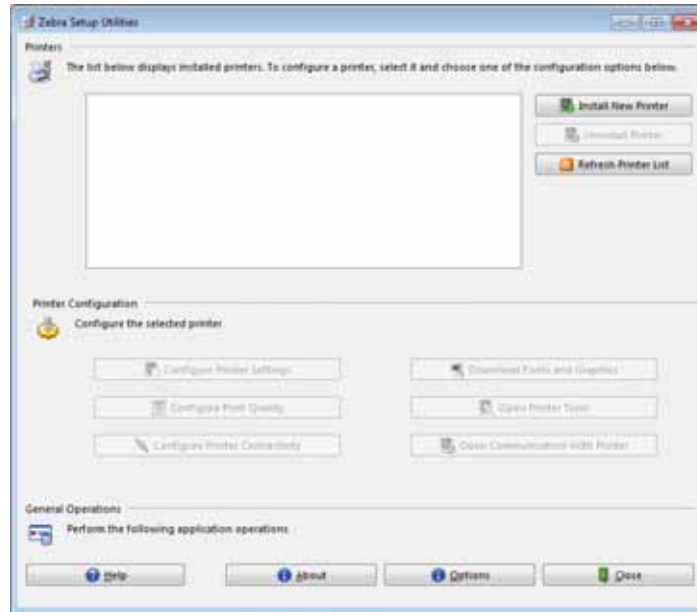 Zebra Setup Utilities
Printers
The list below displays installed printers. To configure a printer, select it and choose one of the configuration options below.
Install New Printer
Uninstall Printer
Refresh Printer List
Printer Configuration
Configure the selected printer
Configure Printer Settings
Download Fonts and Graphics
Configure Print Quality
Open Printer Tools
Configure Printer Connectivity
Open Communication With Printer
General Operations
Perform the following application operations
Help
About
Options
Close